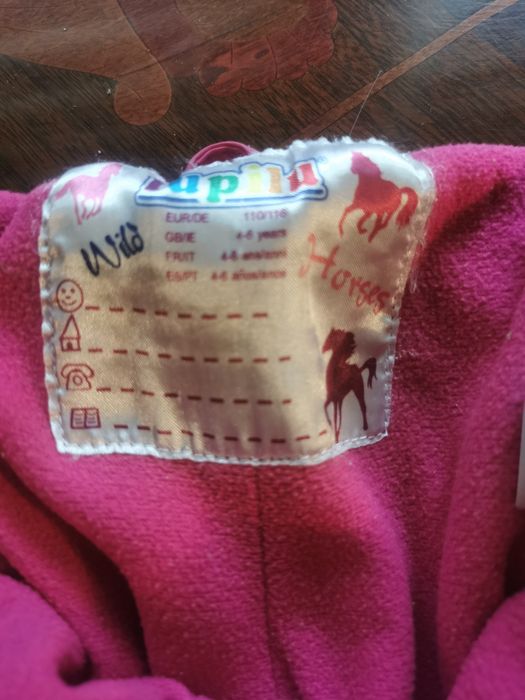 lupilu
EUR/DE 110/116
GB/IE 4-6 years
FR/IT 4-6 ans/anni
ES/PT 4-6 años/anos
Wild
Horses